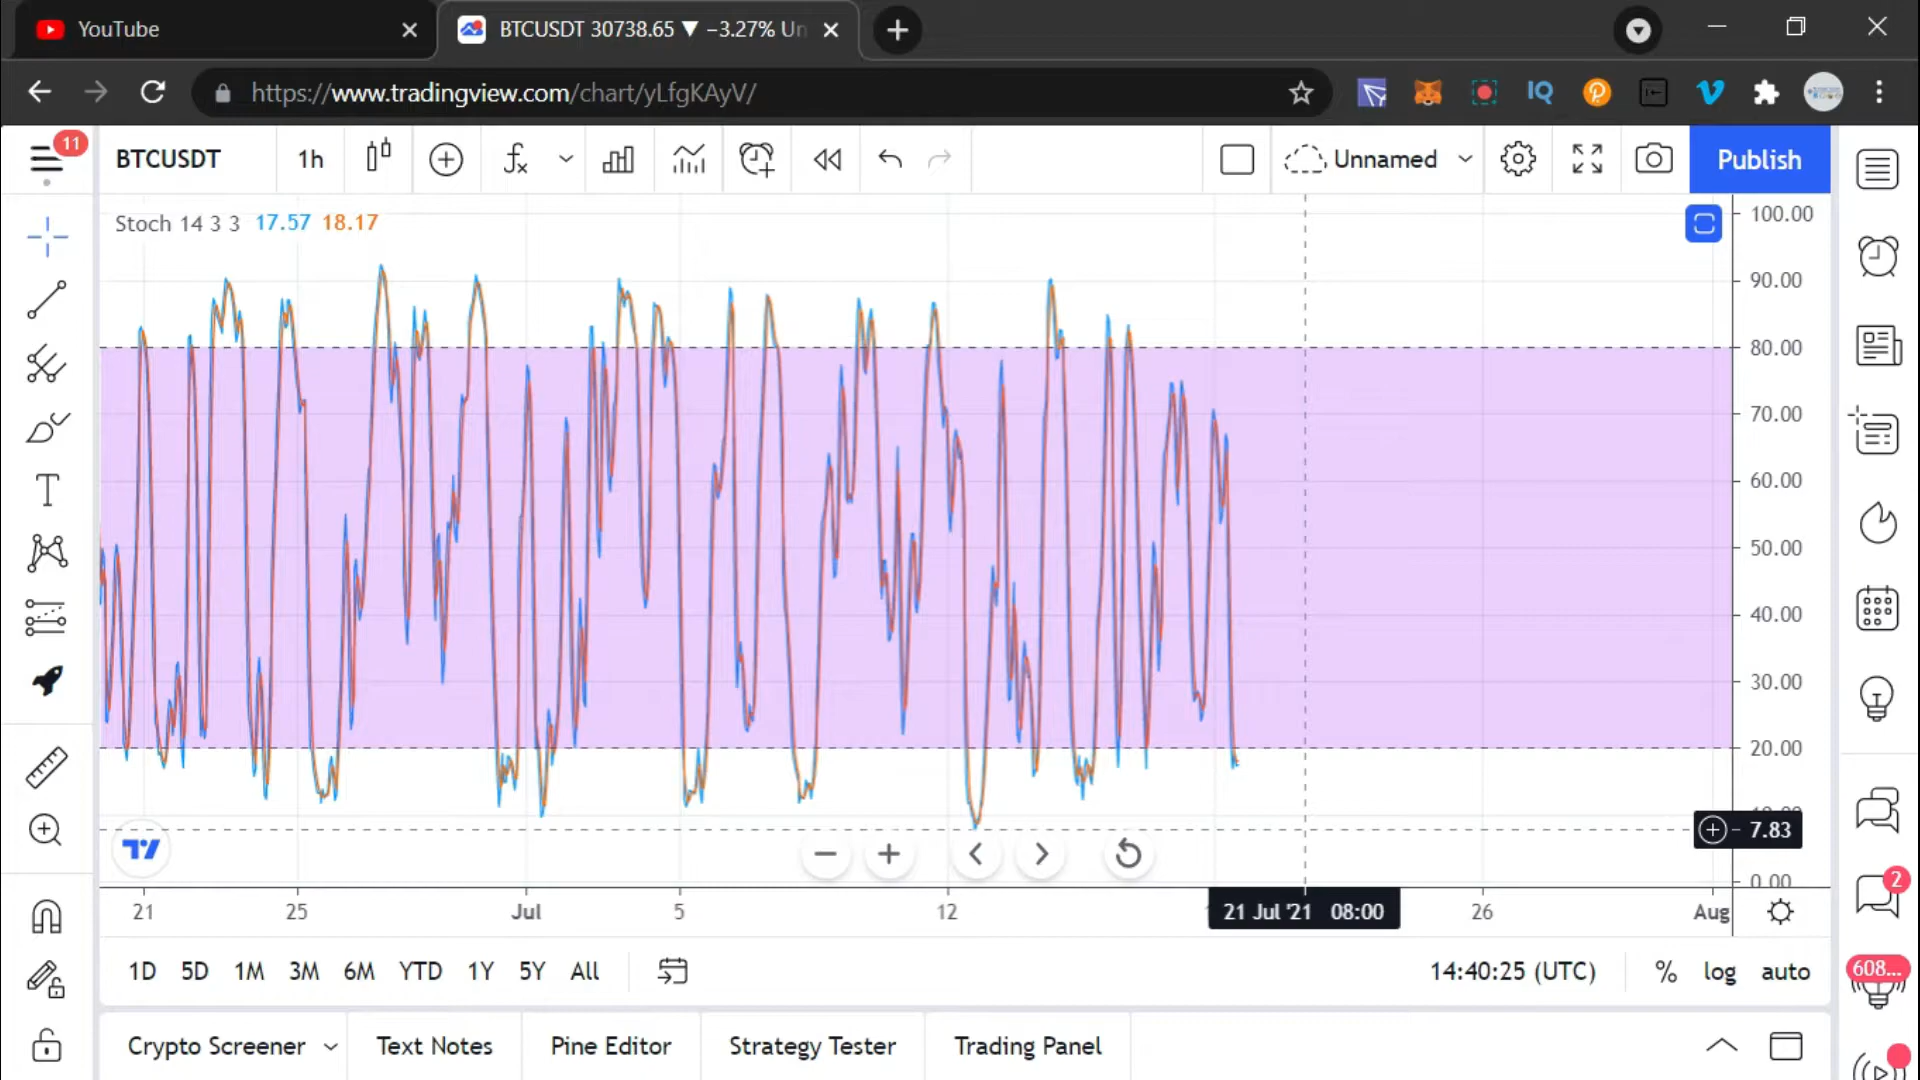 YouTube
BTCUSDT 30738.65 ▼ −3.27% Un
https://www.tradingview.com/chart/yLfgKAyV/
IQ
11
BTCUSDT
1h
Unnamed
Publish
Stoch 14 3 3 17.57 18.17
100.00
90.00
80.00
70.00
60.00
50.00
40.00
30.00
20.00
7.83
0.00
21
25
Jul
5
12
21 Jul '21 08:00
26
Aug
2
1D 5D 1M 3M 6M YTD 1Y 5Y All
14:40:25 (UTC)
%
log
auto
608...
Crypto Screener
Text Notes
Pine Editor
Strategy Tester
Trading Panel